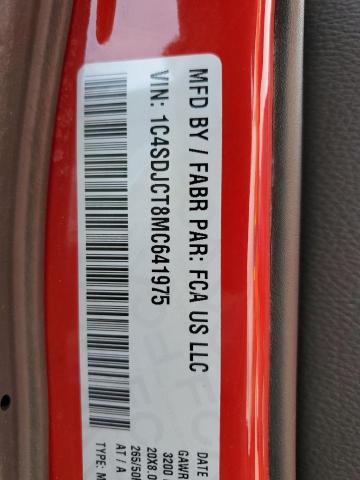 MFD BY / FABR PAR: FCA US LLC
VIN: 1C4SDJCT8MC641975
DATE
GAWR
3200
20X8.0
265/50
AT / A
TYPE: M